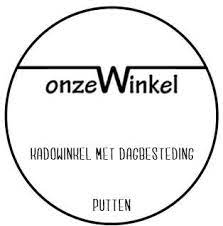 onzeWinkel
KADOWINKEL MET DAGBESTEDING
PUTTEN